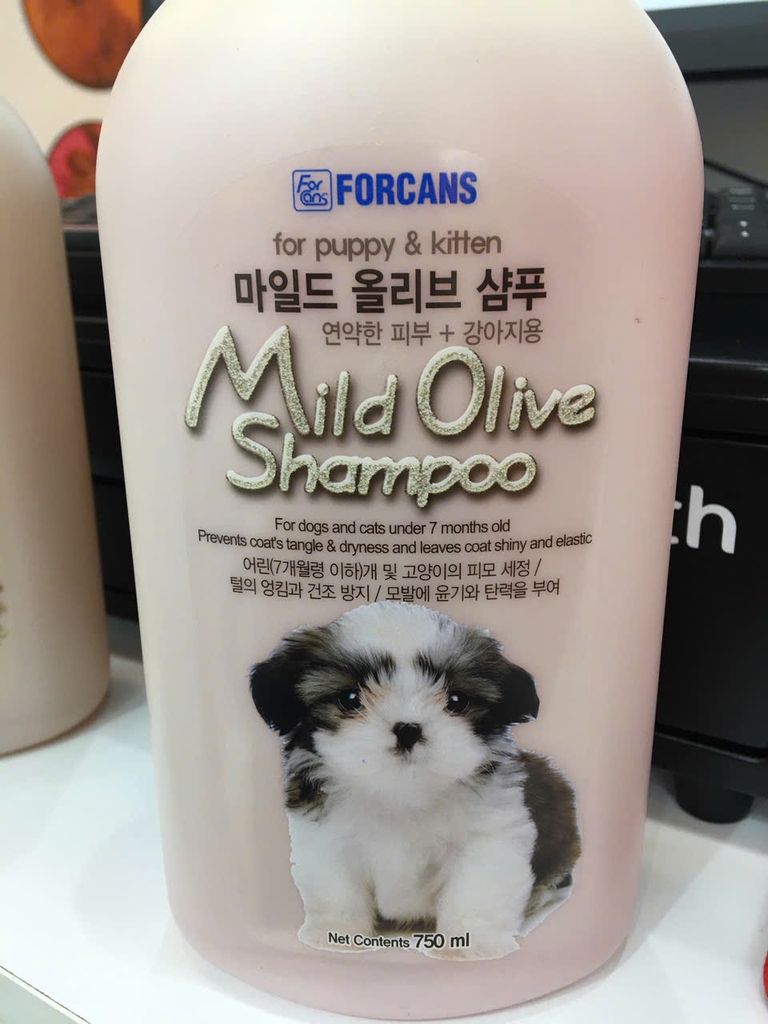 For Cans FORCANS
for puppy & kitten
마일드 올리브 샴푸
연약한 피부 + 강아지용
Mild Olive
Shampoo
For dogs and cats under 7 months old
Prevents coat's tangle & dryness and leaves coat shiny and elastic
어린(7개월령 이하)개 및 고양이의 피모 세정 /
털의 엉킴과 건조 방지 / 모발에 윤기와 탄력을 부여
Net Contents 750 ml